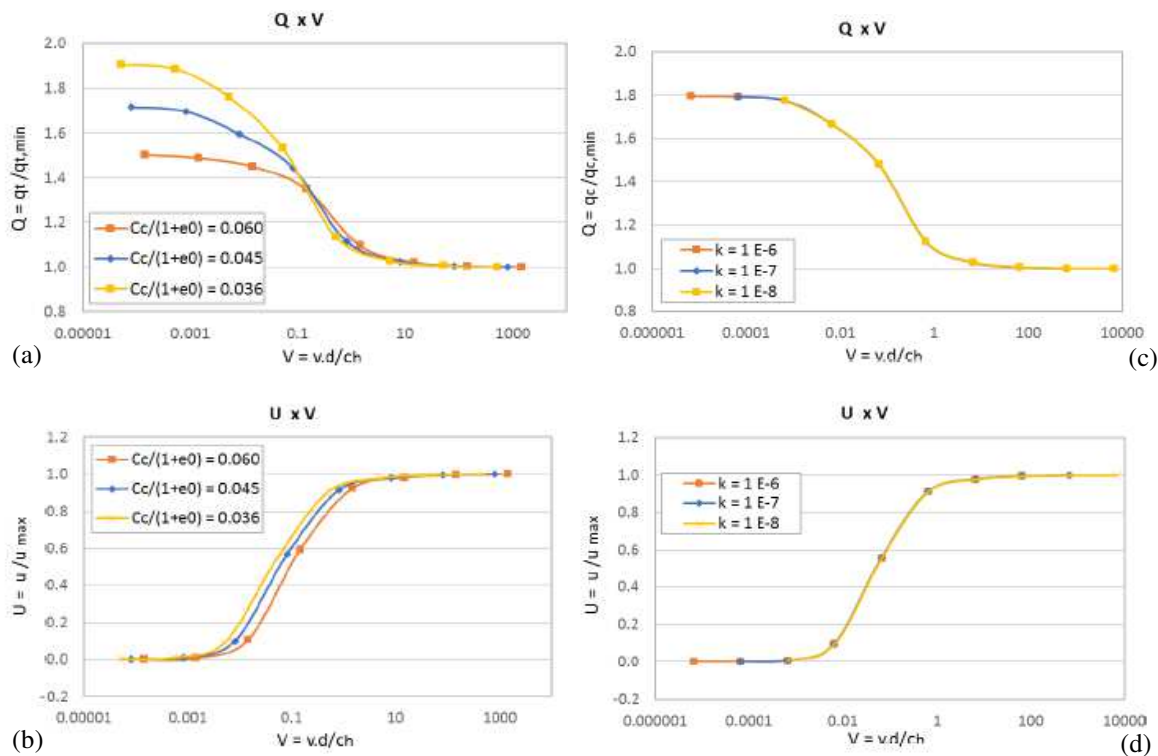 Q x V
2.0
1.8
1.6
1.4
1.2
1.0
0.8
Q = qt /qt,min
Cc/(1+e0) = 0.060
Cc/(1+e0) = 0.045
Cc/(1+e0) = 0.036
0.00001 0.001 0.1 10 1000
V = v.d/ch
(a)
Q x V
2.0
1.8
1.6
1.4
1.2
1.0
0.8
Q = qc/qc,min
k = 1 E-6
k = 1 E-7
k = 1 E-8
0.000001 0.0001 0.01 1 100 10000
V = v.d/ch
(c)
U x V
1.2
1.0
0.8
0.6
0.4
0.2
0.0
-0.2
U = u /u max
Cc/(1+e0) = 0.060
Cc/(1+e0) = 0.045
Cc/(1+e0) = 0.036
0.00001 0.001 0.1 10 1000
V = v.d/ch
(b)
U x V
1.2
1.0
0.8
0.6
0.4
0.2
0.0
-0.2
U = u/u max
k = 1 E-6
k = 1 E-7
k = 1 E-8
0.000001 0.0001 0.01 1 100 10000
V = v.d/ch
(d)